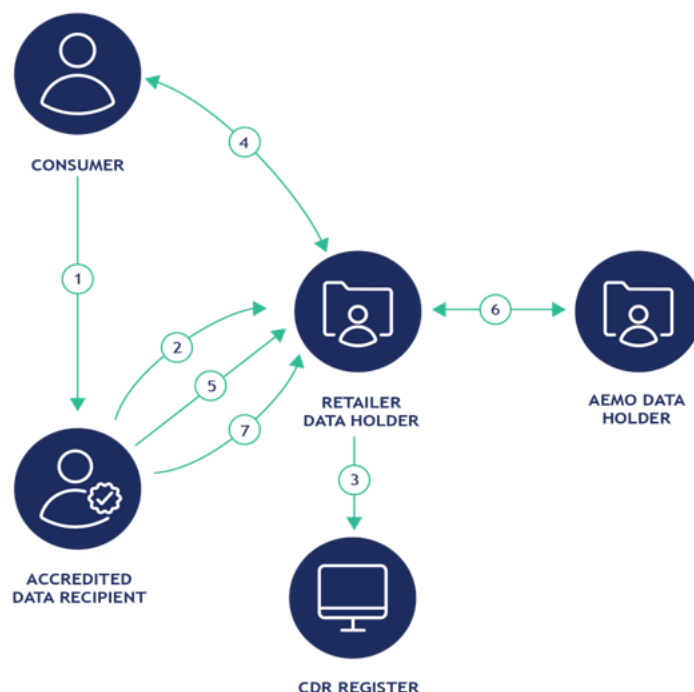 4
CONSUMER
1
2
6
5
RETAILER
DATA HOLDER
AEMO DATA
HOLDER
7
3
ACCREDITED
DATA RECIPIENT
CDR REGISTER